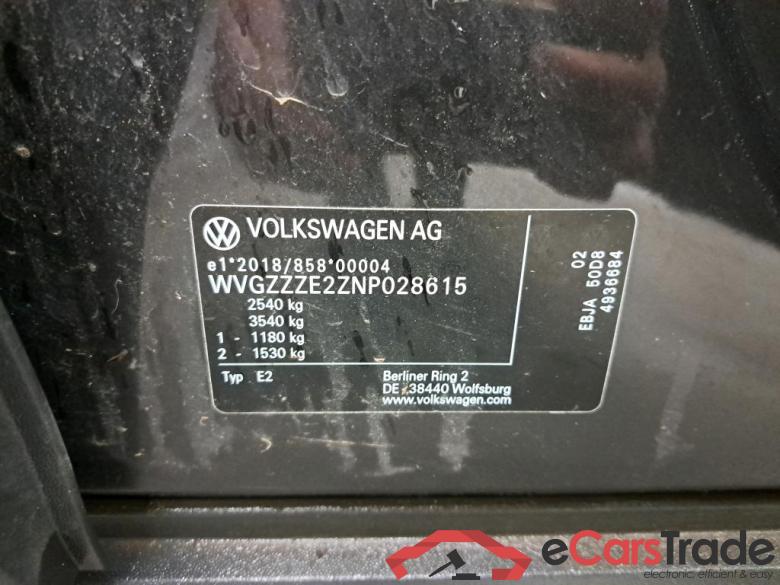 VOLKSWAGEN AG
e1*2018/858*00004
WVGZZZE2ZNP028615
2540 kg
3540 kg
1 - 1180 kg
2 - 1530 kg
Typ E2
Berliner Ring 2
DE-38440 Wolfsburg
www.volkswagen.com
02
EBJA 50D8
4936684
eCarsTrade
electronic, efficient & easy